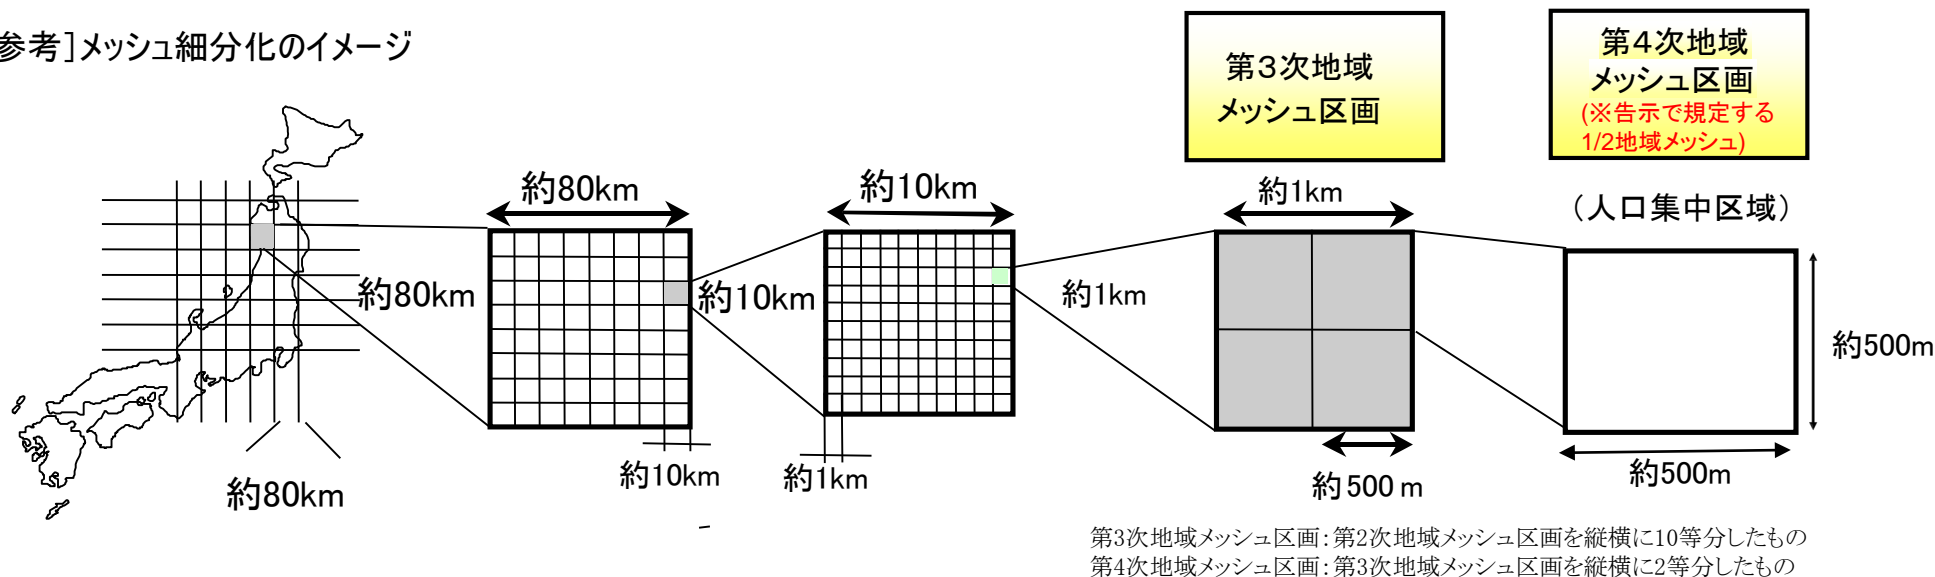 参考]メッシュ細分化のイメージ
第3次地域
メッシュ区画
第4次地域
メッシュ区画
(※告示で規定する
1/2地域メッシュ)
約80km
約10km
約1km
(人口集中区域)
約80km
約10km
約1km
約500m
約80km
約10km
約1km
約500m
約500m
第3次地域メッシュ区画:第2次地域メッシュ区画を縦横に10等分したもの
第4次地域メッシュ区画:第3次地域メッシュ区画を縦横に2等分したもの